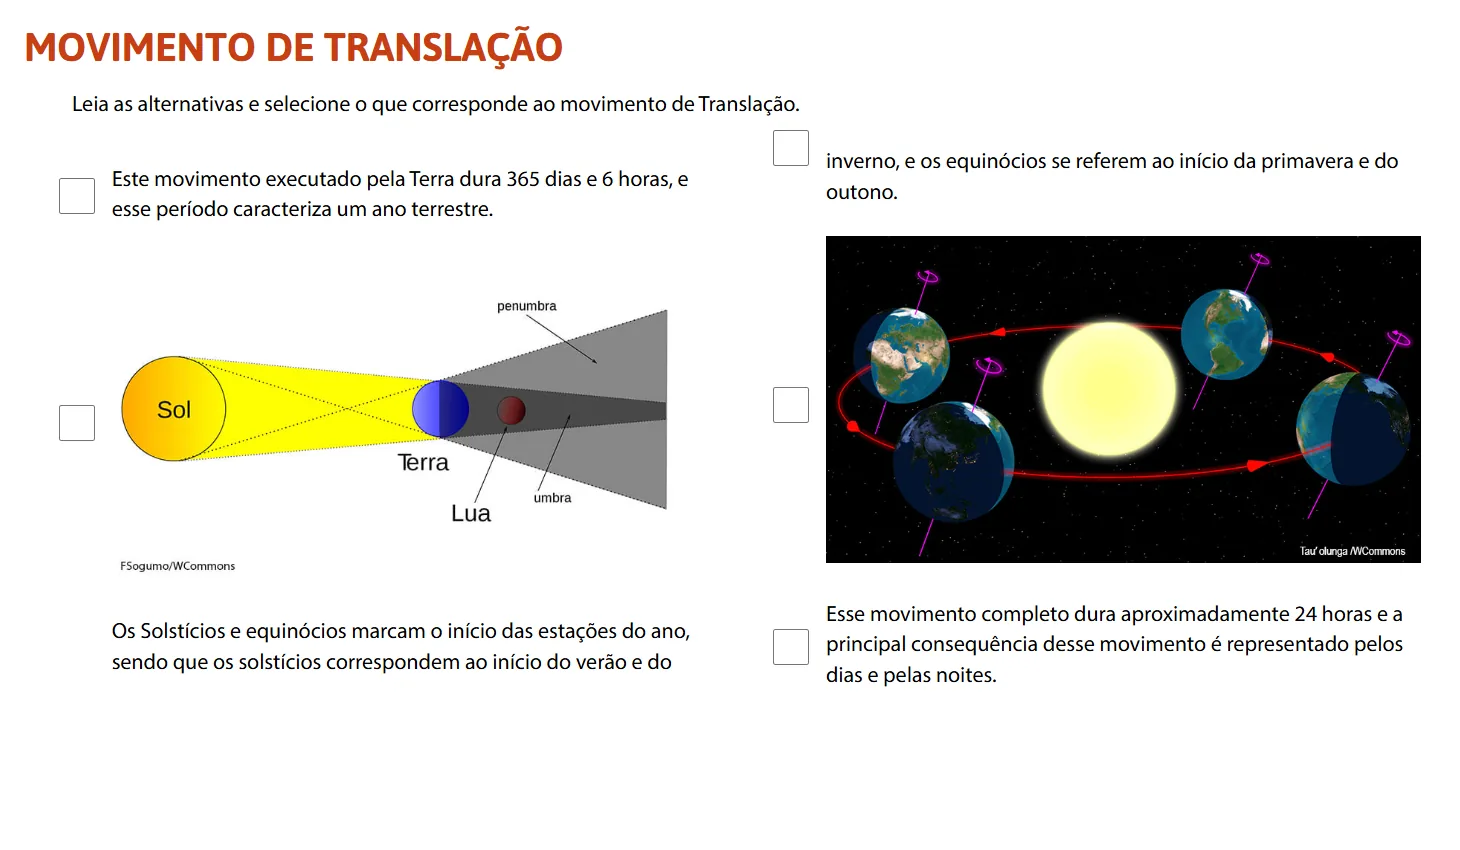 MOVIMENTO DE TRANSLAÇÃO
Leia as alternativas e selecione o que corresponde ao movimento de Translação.
Este movimento executado pela Terra dura 365 dias e 6 horas, e
esse período caracteriza um ano terrestre.
penumbra
Sol
Terra
umbra
Lua
FSogumo/WCommons
Os Solstícios e equinócios marcam o início das estações do ano,
sendo que os solstícios correspondem ao início do verão e do
inverno, e os equinócios se referem ao início da primavera e do
outono.
Tau'olunga /WCommons
Esse movimento completo dura aproximadamente 24 horas e a
principal consequência desse movimento é representado pelos
dias e pelas noites.